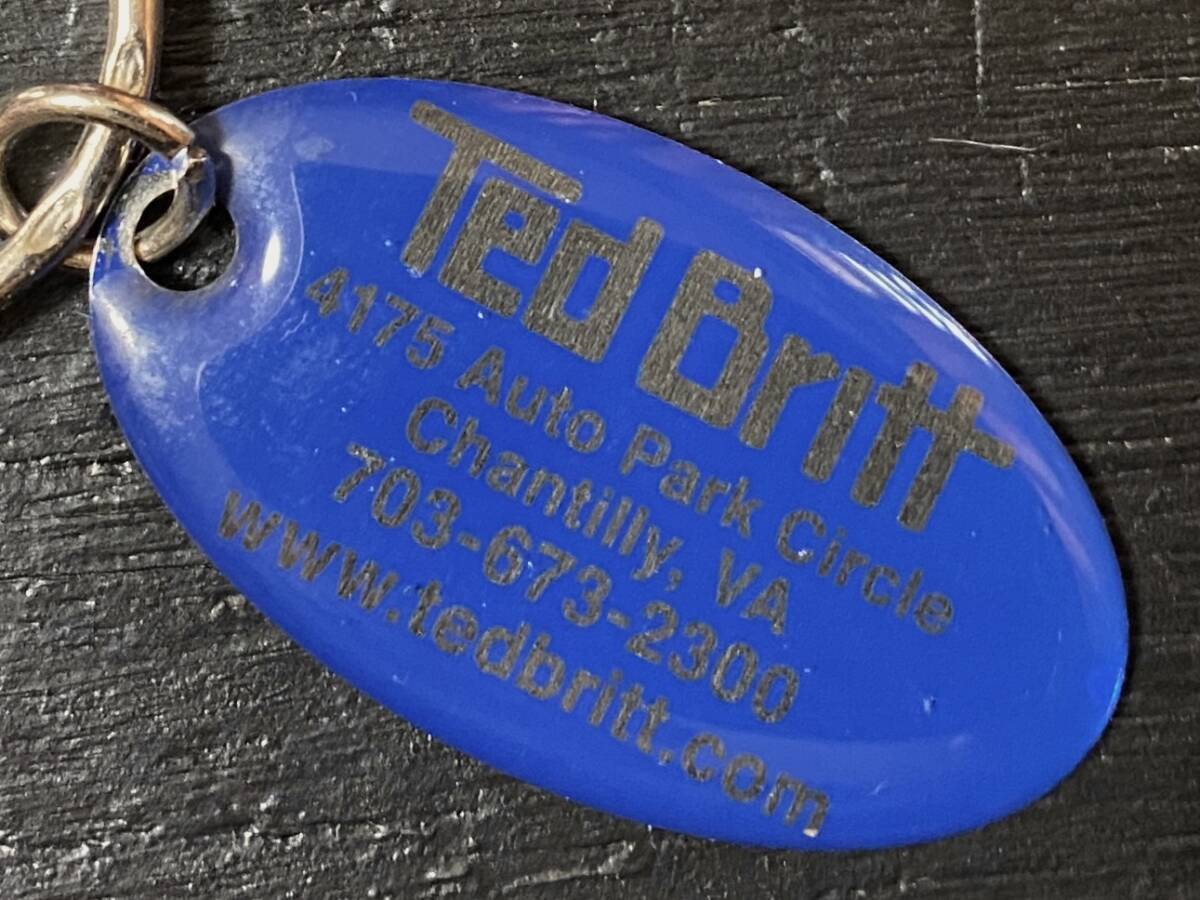 Ted Britt
4175 Auto Park Circle
Chantilly, VA
703-673-2300
www.tedbritt.com